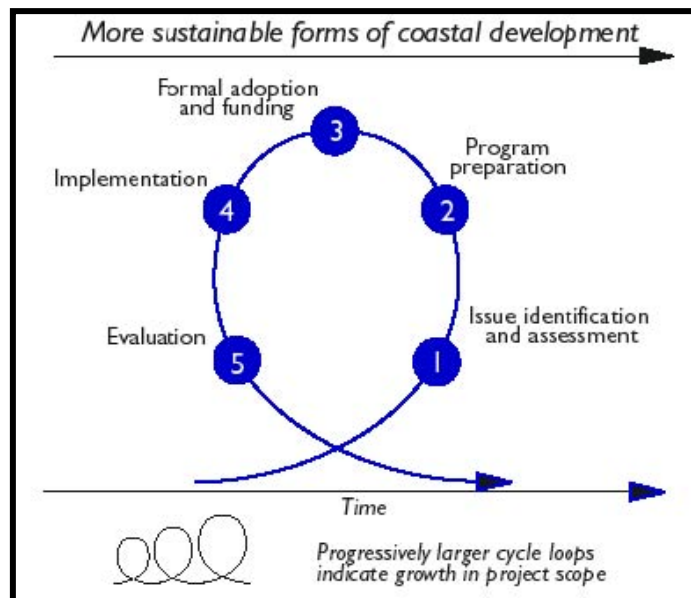 More sustainable forms of coastal development
Formal adoption
and funding
3
Program
preparation
Implementation
4
2
Issue identification
and assessment
Evaluation
5
1
Time
Progressively larger cycle loops
indicate growth in project scope